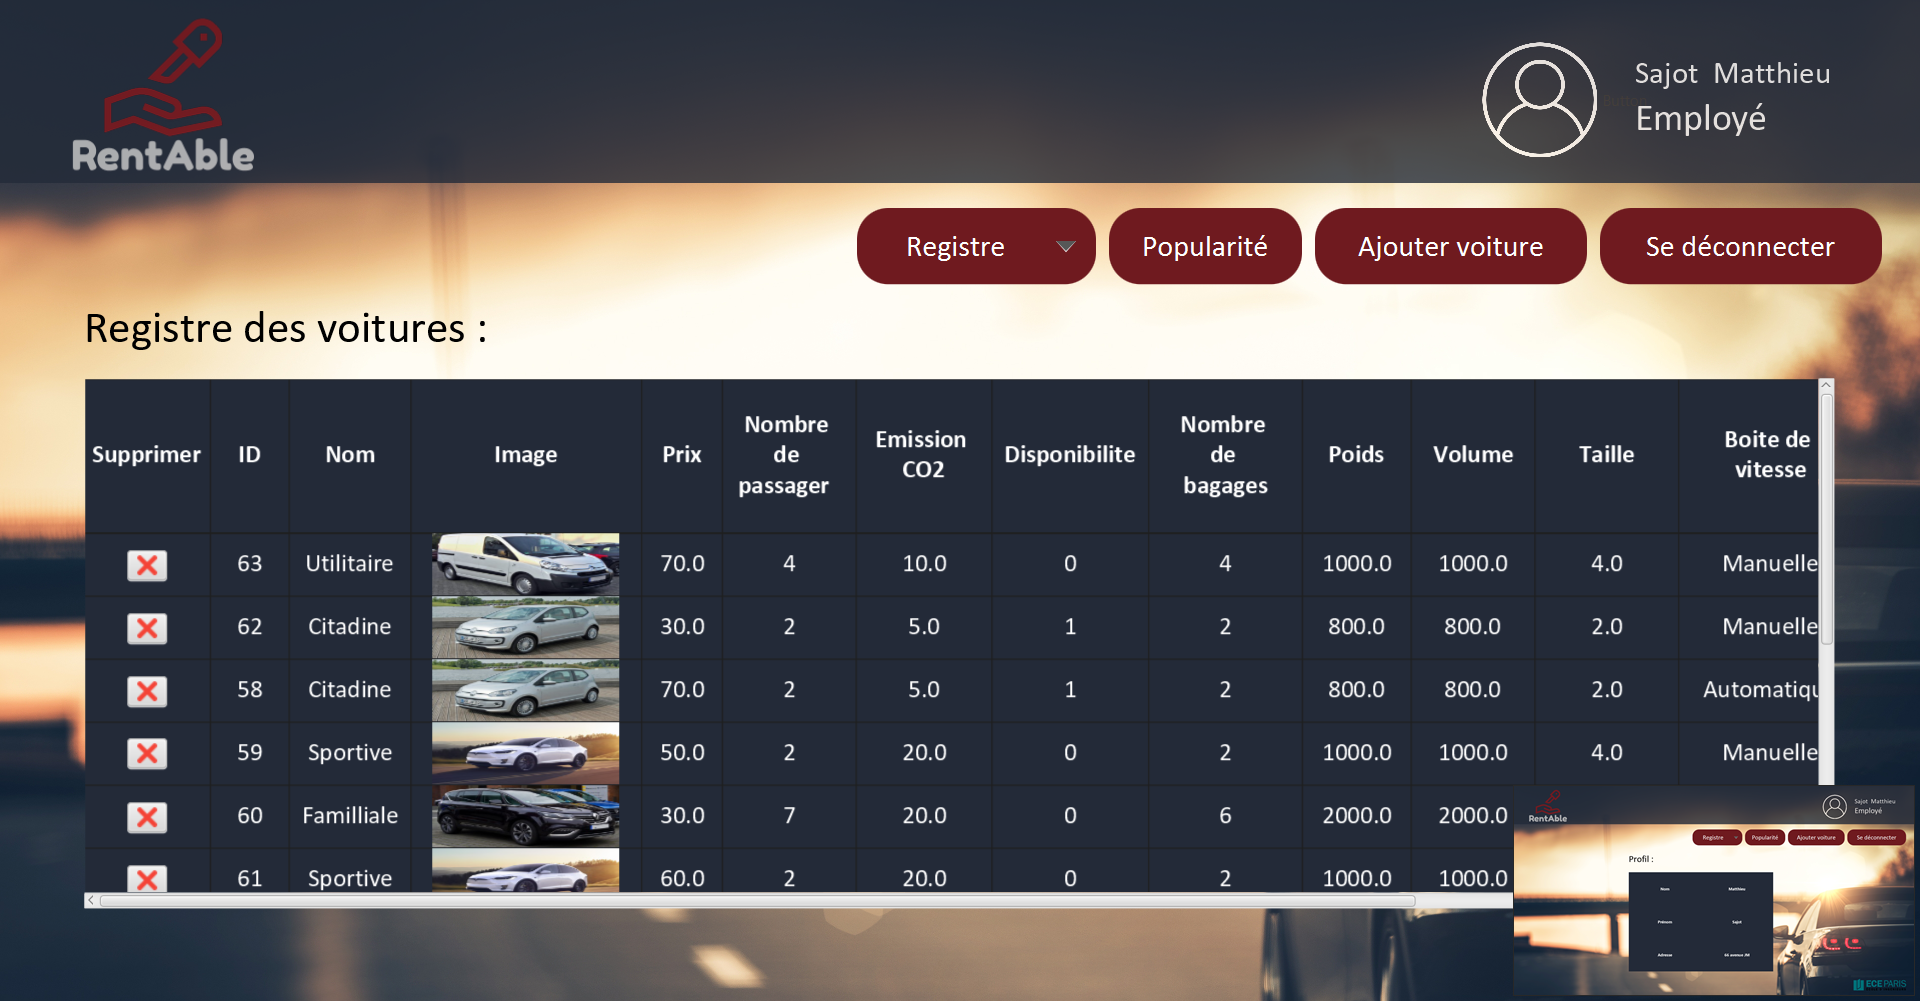 RentAble
Sajot Matthieu
Employé
Registre
Popularité
Ajouter voiture
Se déconnecter
Registre des voitures :
Supprimer ID Nom Image Prix Nombre de passager Emission CO2 Disponibilite Nombre de bagages Poids Volume Taille Boite de vitesse
63 Utilitaire 70.0 4 10.0 0 4 1000.0 1000.0 4.0 Manuelle
62 Citadine 30.0 2 5.0 1 2 800.0 800.0 2.0 Manuelle
58 Citadine 70.0 2 5.0 1 2 800.0 800.0 2.0 Automatiqu
59 Sportive 50.0 2 20.0 0 2 1000.0 1000.0 4.0 Manuelle
60 Familliale 30.0 7 20.0 0 6 2000.0 2000.0
61 Sportive 60.0 2 20.0 0 2 1000.0 1000.0
RentAble
Sajot Matthieu
Employé
Registre
Popularité
Ajouter voiture
Se déconnecter
Profil :
Nom Matthieu
Prénom Sajot
Adresse 66 avenue JM
ECE PARIS